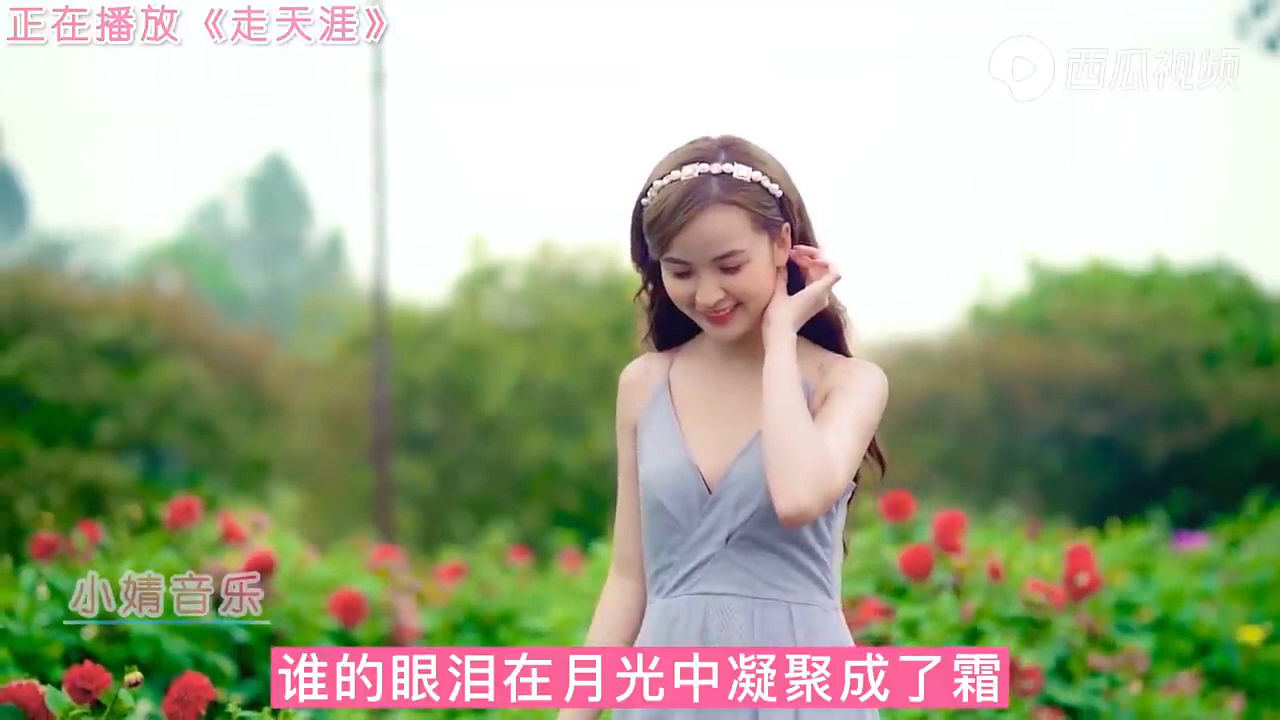 正在播放《走天涯》
西瓜视频
小婧音乐
谁的眼泪在月光中凝聚成了霜